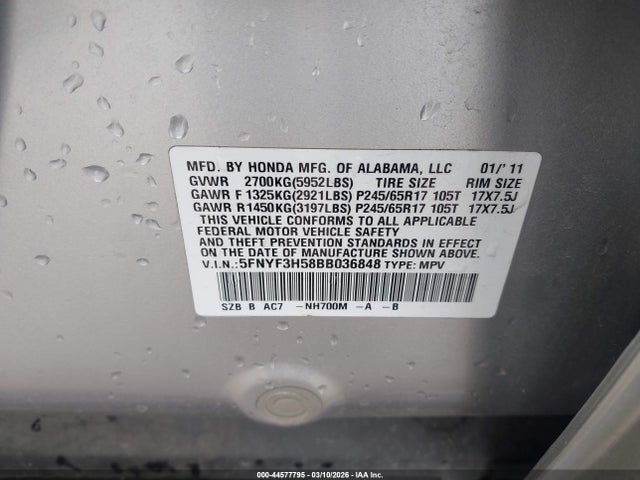 MFD. BY HONDA MFG. OF ALABAMA, LLC 01/'11
GVWR 2700KG(5952LBS) TIRE SIZE RIM SIZE
GAWR F 1325KG(2921LBS) P245/65R17 105T 17X7.5J
GAWR R 1450KG(3197LBS) P245/65R17 105T 17X7.5J
THIS VEHICLE CONFORMS TO ALL APPLICABLE
FEDERAL MOTOR VEHICLE SAFETY
AND THEFT PREVENTION STANDARDS IN EFFECT
ON THE DATE OF MANUFACTURE SHOWN ABOVE.
V.I.N.: 5FNYF3H58BB036848 TYPE: MPV
SZB B AC7 -NH700M -A -B
000-44577795 - 03/10/2026 - IAA Inc.